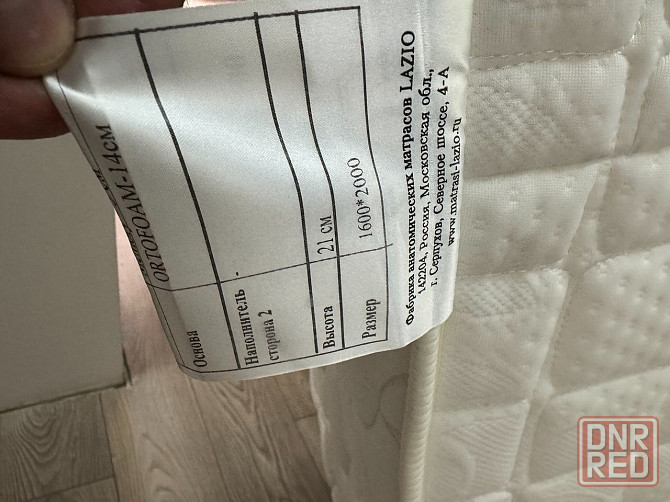 Основа ORTOFOAM-14см
Наполнитель
сторона 2 -
Высота 21 см
Размер 1600*2000
Фабрика анатомических матрасов LAZIO
142204, Россия, Московская обл.,
г. Серпухов, Северное шоссе, 4-А
www.matrasi-lazio.ru
DNR
RED